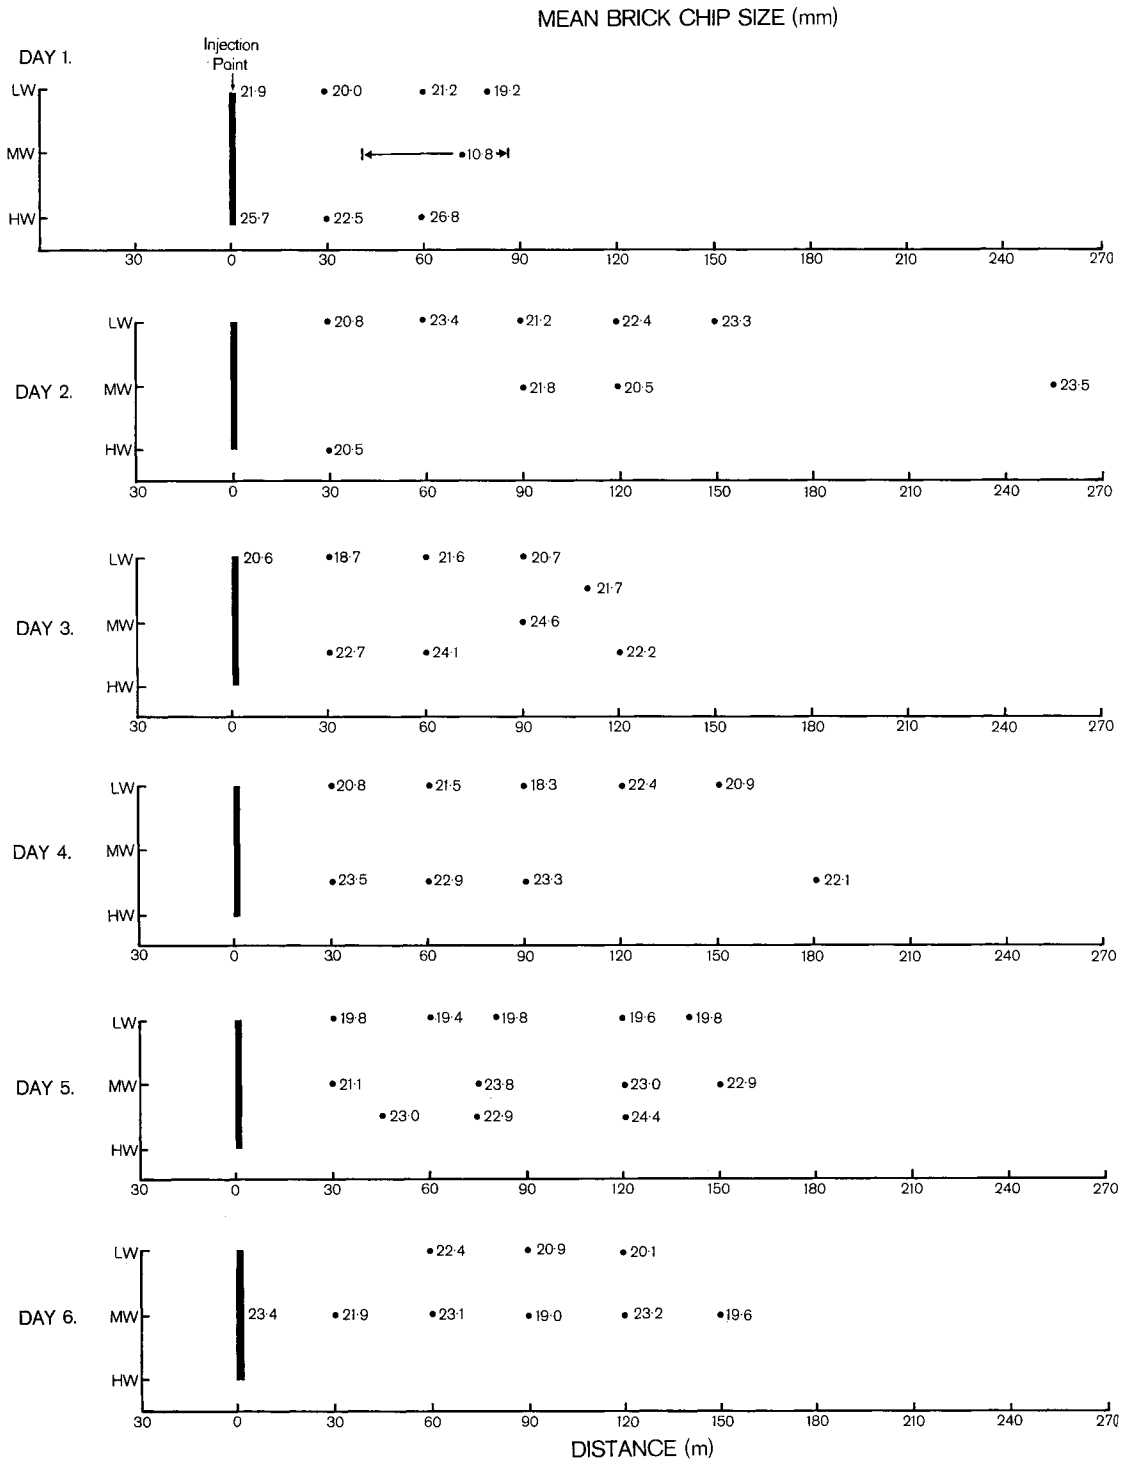 MEAN BRICK CHIP SIZE (mm)
Injection
Point
DAY 1.
LW 21·9 20·0 21·2 19·2
MW 10·8
HW 25·7 22·5 26·8
30 0 30 60 90 120 150 180 210 240 270
LW 20·8 23·4 21·2 22·4 23·3
DAY 2. MW 21·8 20·5 23·5
HW 20·5
30 0 30 60 90 120 150 180 210 240 270
LW 20·6 18·7 21·6 20·7
21·7
DAY 3. MW 24·6
22·7 24·1 22·2
HW
30 0 30 60 90 120 150 180 210 240 270
LW 20·8 21·5 18·3 22·4 20·9
DAY 4. MW
23·5 22·9 23·3 22·1
HW
30 0 30 60 90 120 150 180 210 240 270
LW 19·8 19·4 19·8 19·6 19·8
DAY 5. MW 21·1 23·8 23·0 22·9
23·0 22·9 24·4
HW
30 0 30 60 90 120 150 180 210 240 270
LW 22·4 20·9 20·1
DAY 6. MW 23·4 21·9 23·1 19·0 23·2 19·6
HW
30 0 30 60 90 120 150 180 210 240 270
DISTANCE (m)